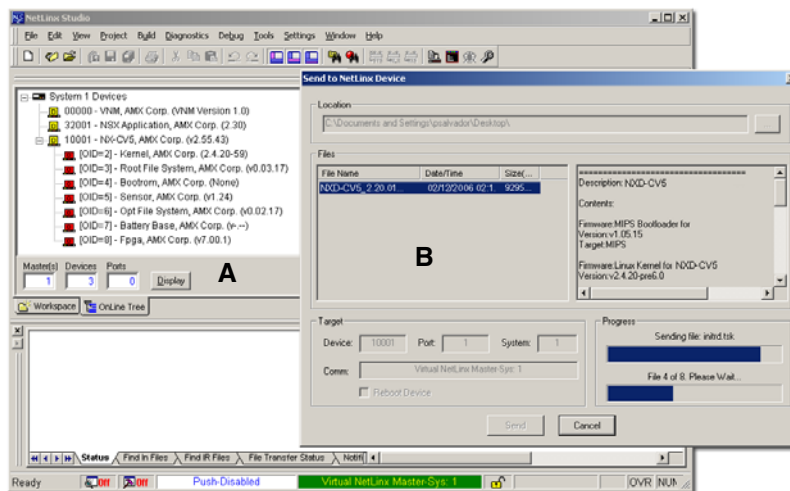 NetLinx Studio
File Edit View Project Build Diagnostics Debug Tools Settings Window Help
System 1 Devices
00000 - VNM, AMX Corp. (VNM Version 1.0)
32001 - NSX Application, AMX Corp. (2.30)
10001 - NX-CV5, AMX Corp. (v2.55.43)
[OID=2] - Kernel, AMX Corp. (2.4.20-59)
[OID=3] - Root File System, AMX Corp. (v0.03.17)
[OID=4] - Bootrom, AMX Corp. (None)
[OID=5] - Sensor, AMX Corp. (v1.24)
[OID=6] - Opt File System, AMX Corp. (v0.02.17)
[OID=7] - Battery Base, AMX Corp. (v-.--)
[OID=8] - Fpga, AMX Corp. (v7.00.1)
Master(s) Devices Ports
1 3 0 Display
A
Workspace OnLine Tree
Send to NetLinx Device
Location
C:\Documents and Settings\psalvador\Desktop\
...
Files
File Name Date/Time Size(...
NXD-CV5_2.20.01... 02/12/2006 02:1. 9295...
B
Description: NXD-CV5
Contents:
Firmware:MIPS Bootloader for
Version:v1.05.15
Target:MIPS
Firmware:Linux Kernel for NXD-CV5
Version:v2.4.20-pre6.0
Target
Device: 10001 Port: 1 System: 1
Comm: Virtual NetLinx Master-Sys: 1
Reboot Device
Progress
Sending file: initrd.tsk.
File 4 of 8. Please Wait...
Send Cancel
Status Find In Files Find IR Files File Transfer Status Notifi
Ready Off Off Push-Disabled Virtual NetLinx Master-Sys: 1 OVR NUM